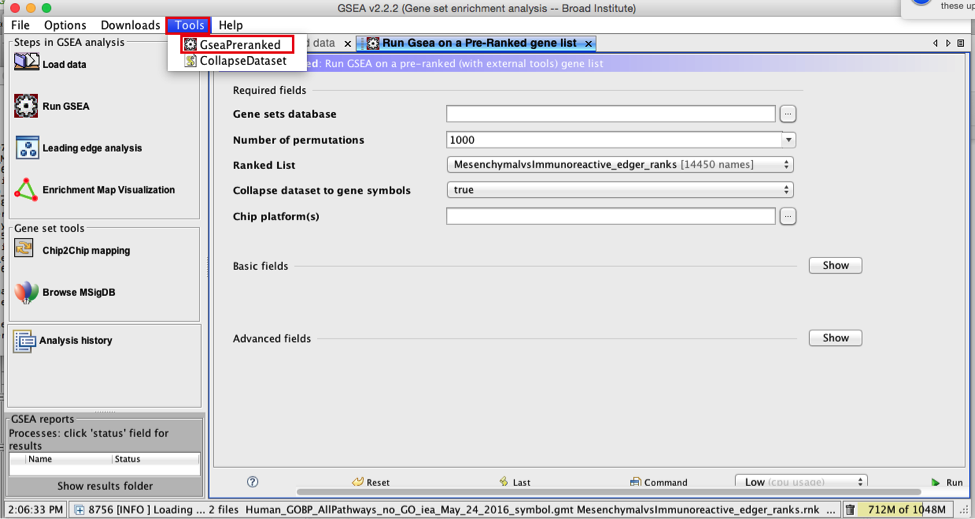 GSEA v2.2.2 (Gene set enrichment analysis -- Broad Institute)
these up
File Options Downloads Tools Help
Steps in GSEA analysis
GseaPreranked
CollapseDataset
data x Run Gsea on a Pre-Ranked gene list x
ed: Run GSEA on a pre-ranked (with external tools) gene list
Load data
Run GSEA
Leading edge analysis
Enrichment Map Visualization
Gene set tools
Chip2Chip mapping
Browse MSigDB
Analysis history
GSEA reports
Processes: click 'status' field for
results
Name Status
Show results folder
Required fields
Gene sets database ...
Number of permutations 1000
Ranked List MesenchymalvsImmunoreactive_edger_ranks [14450 names]
Collapse dataset to gene symbols true
Chip platform(s) ...
Basic fields Show
Advanced fields Show
? Reset Last Command Low (cpu usage) Run
2:06:33 PM 8756 [INFO ] Loading ... 2 files Human_GOBP_AllPathways_no_GO_iea_May_24_2016_symbol.gmt MesenchymalvsImmunoreactive_edger_ranks.rnk ... 712M of 1048M